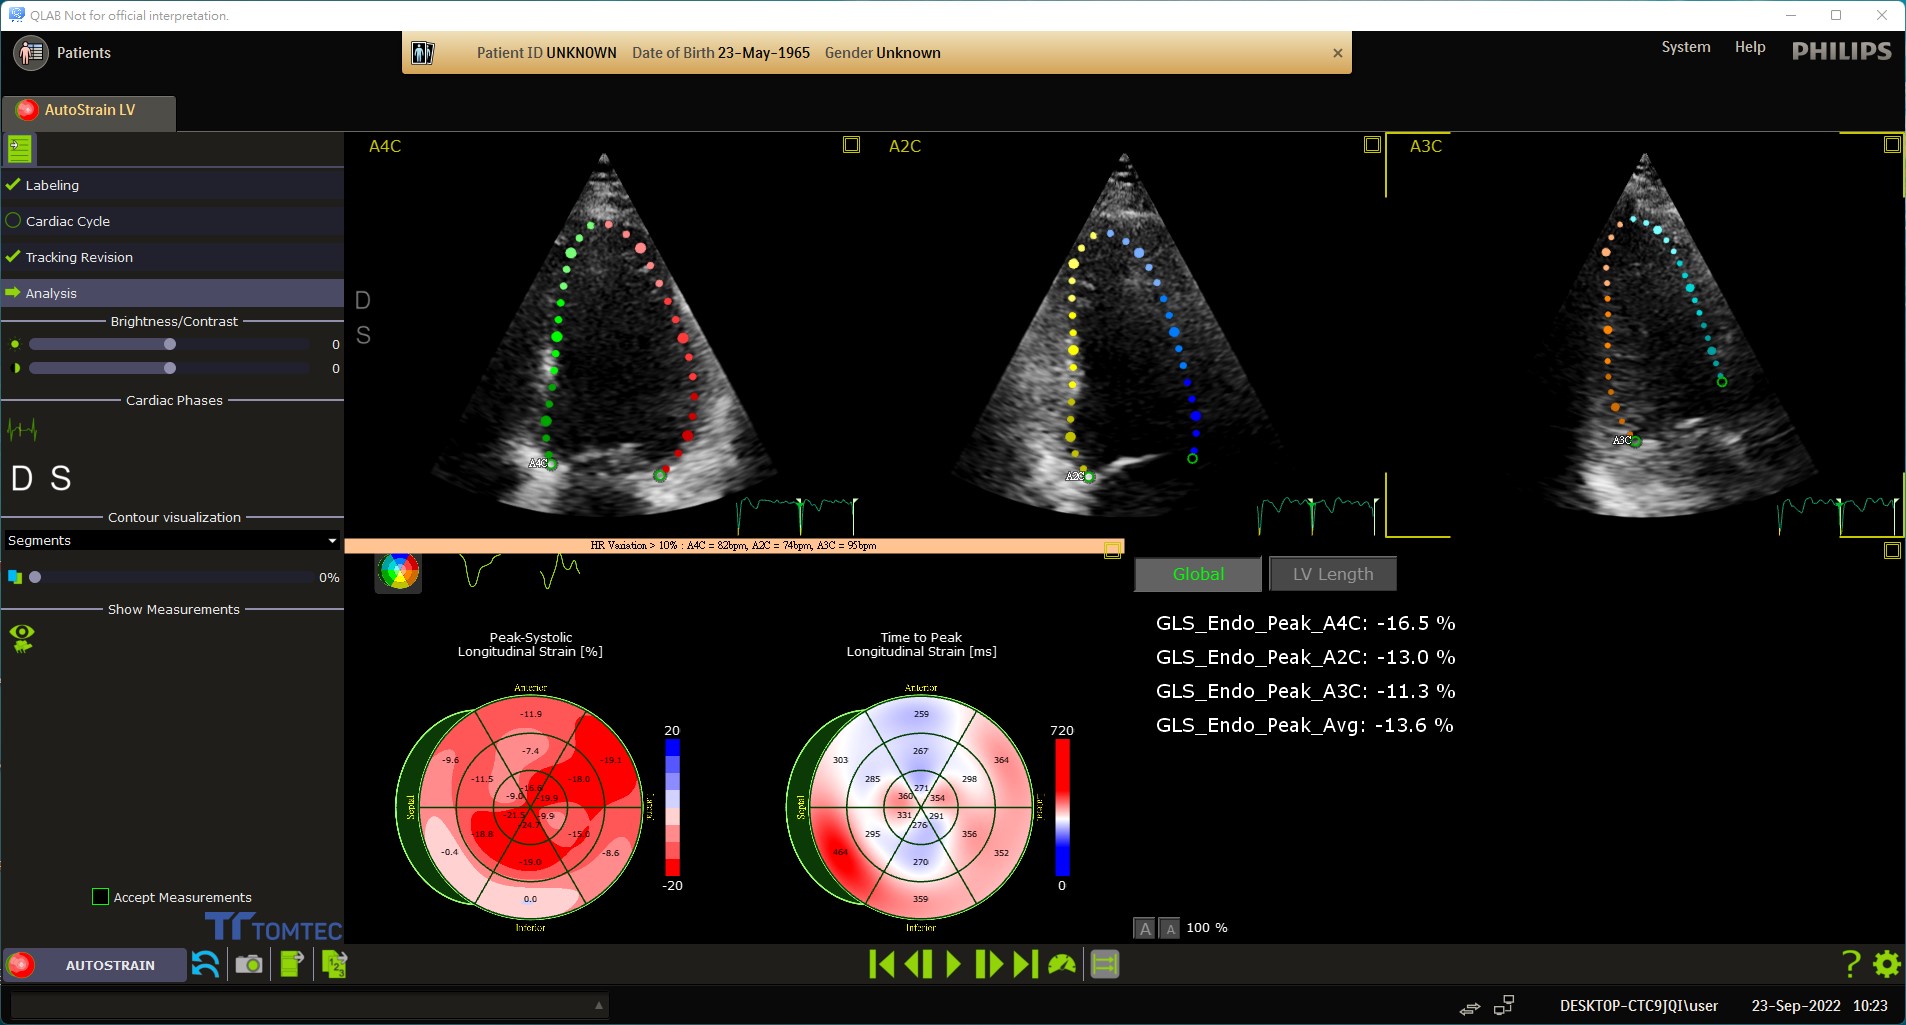 QLAB Not for official interpretation.
Patients
Patient ID UNKNOWN Date of Birth 23-May-1965 Gender Unknown
System Help PHILIPS
AutoStrain LV
Labeling
Cardiac Cycle
Tracking Revision
Analysis
Brightness/Contrast
0
0
Cardiac Phases
D S
Contour visualization
Segments
0%
Show Measurements
Accept Measurements
TOMTEC
A4C
D
S
A4C
A2C
A2C
A3C
A3C
HR Variation > 10% : A4C = 82bpm, A2C = 74bpm, A3C = 95bpm
Peak-Systolic
Longitudinal Strain [%]
Anterior
-11.9
-9.6
-7.4
-19.1
-11.5
-18.0
-16.6
-9.0
-19.9
Septal
-21.5
-9.9
-24.7
-18.8
-15.0
-0.4
-19.0
-8.6
0.0
Inferior
20
-20
Time to Peak
Longitudinal Strain [ms]
Anterior
259
303
267
364
285
298
271
360
354
Septal
331
291
276
295
356
464
270
352
359
Inferior
720
0
Global
LV Length
GLS_Endo_Peak_A4C: -16.5 %
GLS_Endo_Peak_A2C: -13.0 %
GLS_Endo_Peak_A3C: -11.3 %
GLS_Endo_Peak_Avg: -13.6 %
A A 100 %
AUTOSTRAIN
1 2 3
?
DESKTOP-CTC9JQI\user 23-Sep-2022 10:23